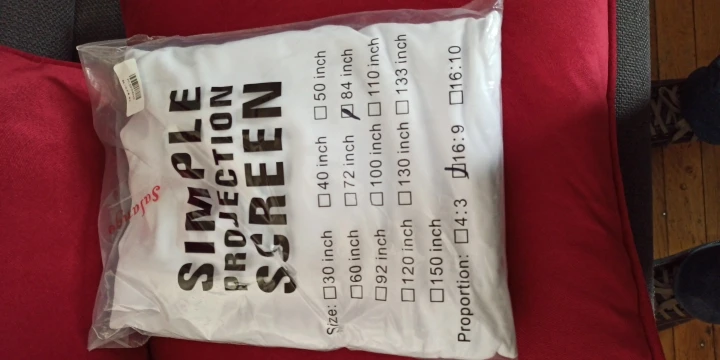 Salange
SIMPLE
PROJECTION
SCREEN
Size: □30 inch □40 inch □50 inch
□60 inch □72 inch ☑84 inch
□92 inch □100 inch □110 inch
□120 inch □130 inch □133 inch
□150 inch
Proportion: □4:3 ☑16:9 □16:10